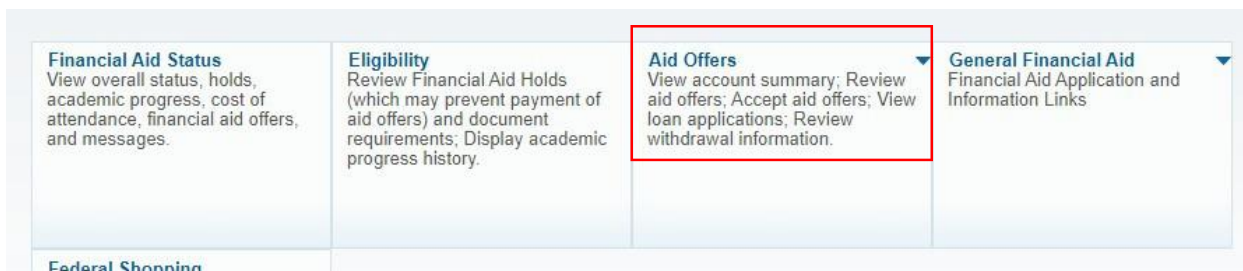 Financial Aid Status
View overall status, holds,
academic progress, cost of
attendance, financial aid offers,
and messages.
Eligibility
Review Financial Aid Holds
(which may prevent payment of
aid offers) and document
requirements; Display academic
progress history.
Aid Offers
View account summary; Review
aid offers; Accept aid offers; View
loan applications; Review
withdrawal information.
General Financial Aid
Financial Aid Application and
Information Links
Federal Shopping